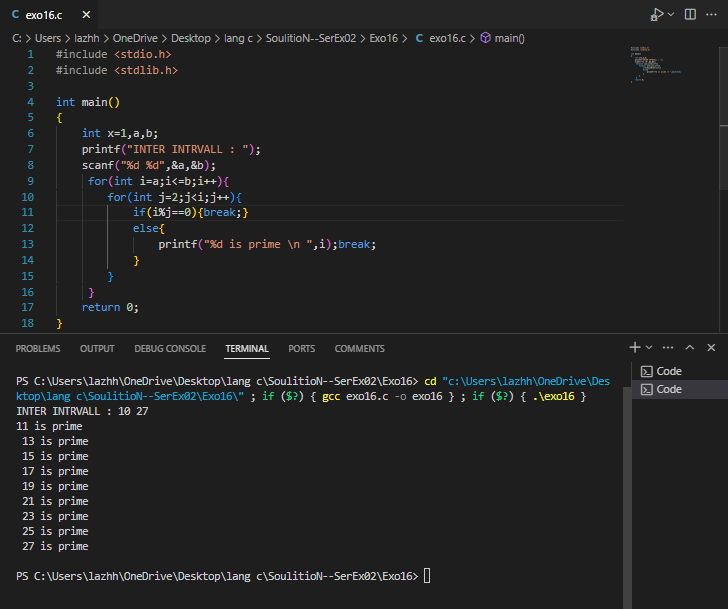 C exo16.c ×
C: > Users > lazhh > OneDrive > Desktop > lang c > SoulitioN--SerEx02 > Exo16 > C exo16.c > main()
1 #include <stdio.h>
2 #include <stdlib.h>
3
4 int main()
5 {
6 int x=1,a,b;
7 printf("INTER INTRVALL : ");
8 scanf("%d %d",&a,&b);
9 for(int i=a;i<=b;i++){
10 for(int j=2;j<i;j++){
11 if(i%j==0){break;}
12 else{
13 printf("%d is prime \n ",i);break;
14 }
15 }
16 }
17 return 0;
18 }
PROBLEMS OUTPUT DEBUG CONSOLE TERMINAL PORTS COMMENTS
PS C:\Users\lazhh\OneDrive\Desktop\lang c\SoulitioN--SerEx02\Exo16> cd "c:\Users\lazhh\OneDrive\Des
ktop\lang c\SoulitioN--SerEx02\Exo16\" ; if ($?) { gcc exo16.c -o exo16 } ; if ($?) { .\exo16 }
INTER INTRVALL : 10 27
11 is prime
13 is prime
15 is prime
17 is prime
19 is prime
21 is prime
23 is prime
25 is prime
27 is prime
PS C:\Users\lazhh\OneDrive\Desktop\lang c\SoulitioN--SerEx02\Exo16>
Code
Code